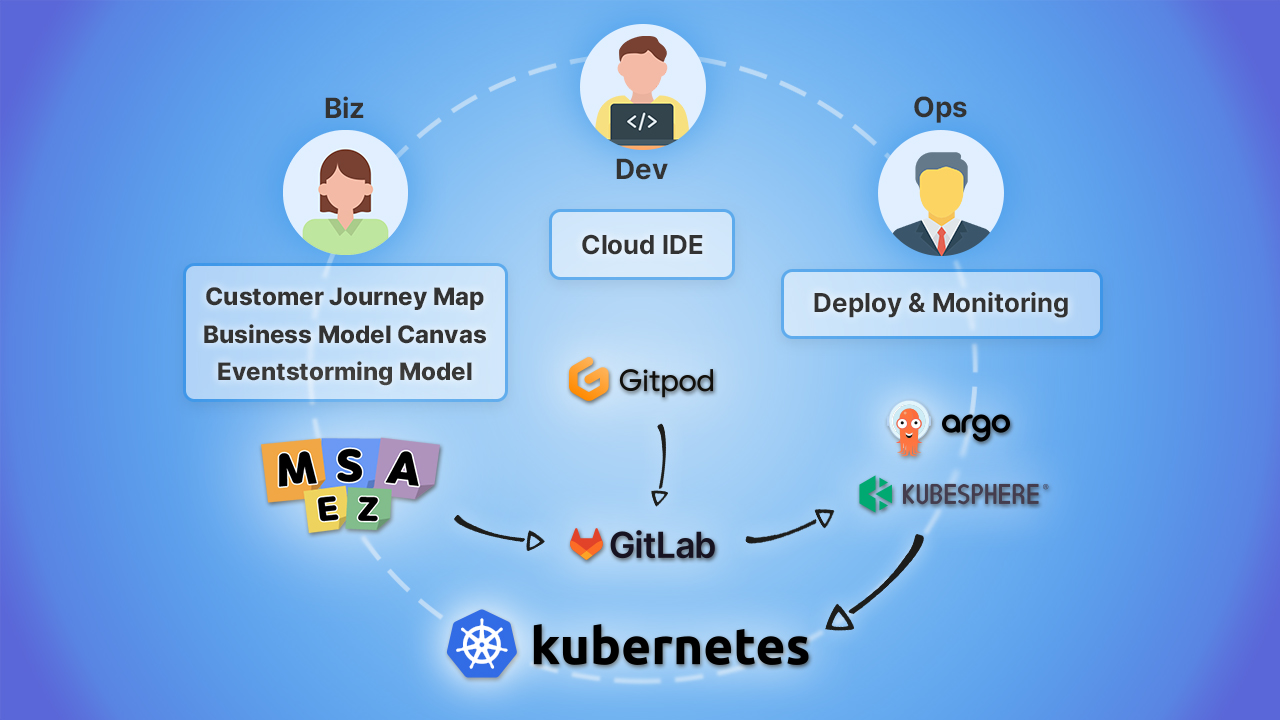 Biz
Dev
Ops
Customer Journey Map
Business Model Canvas
Eventstorming Model
Cloud IDE
Deploy & Monitoring
Gitpod
argo
KUBESPHERE®
MSA
EZ
GitLab
kubernetes